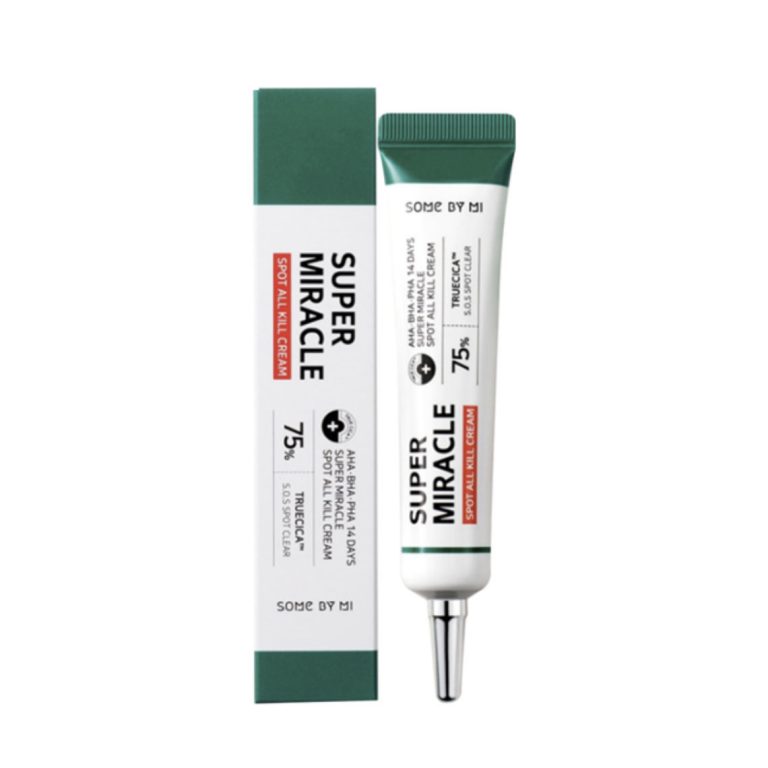 SUPER
MIRACLE
SPOT ALL KILL CREAM
AHA·BHA·PHA 14 DAYS
SUPER MIRACLE
SPOT ALL KILL CREAM
75%
TRUECICA™
S.O.S SPOT CLEAR
SOME BY MI
SOME BY MI
AHA·BHA·PHA 14 DAYS
SUPER MIRACLE
SPOT ALL KILL CREAM
75%
TRUECICA™
S.O.S SPOT CLEAR
SUPER
MIRACLE
SPOT ALL KILL CREAM